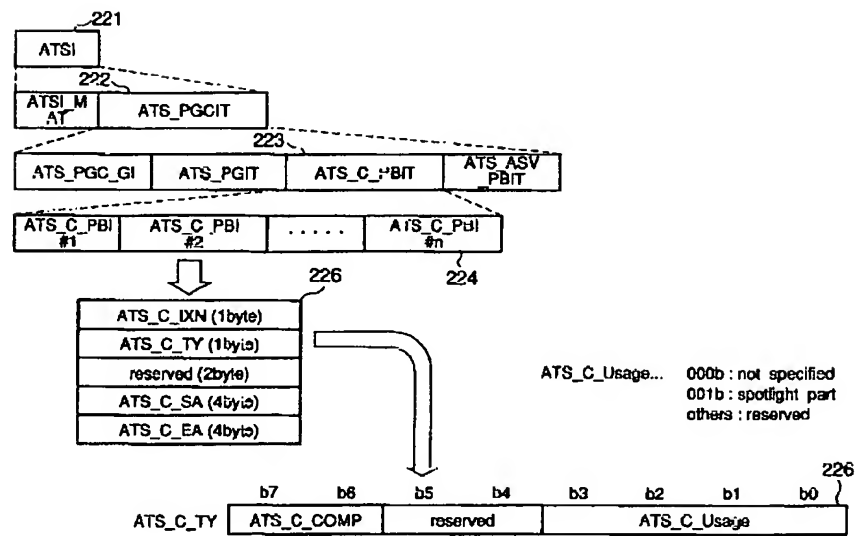 221
ATSI
222
ATSI_M
AT
ATS_PGCIT
223
ATS_PGC_GI
ATS_PGIT
ATS_C_PBIT
ATS_ASV
_PBIT
ATS_C_PBI
#1
ATS_C_PBI
#2
.....
ATS_C_PBI
#n
224
226
ATS_C_IXN (1byte)
ATS_C_TY (1byte)
reserved (2byte)
ATS_C_SA (4byte)
ATS_C_EA (4byte)
ATS_C_Usage... 000b : not specified
001b : spotlight part
others : reserved
226
b7 b6 b5 b4 b3 b2 b1 b0
ATS_C_TY ATS_C_COMP reserved ATS_C_Usage